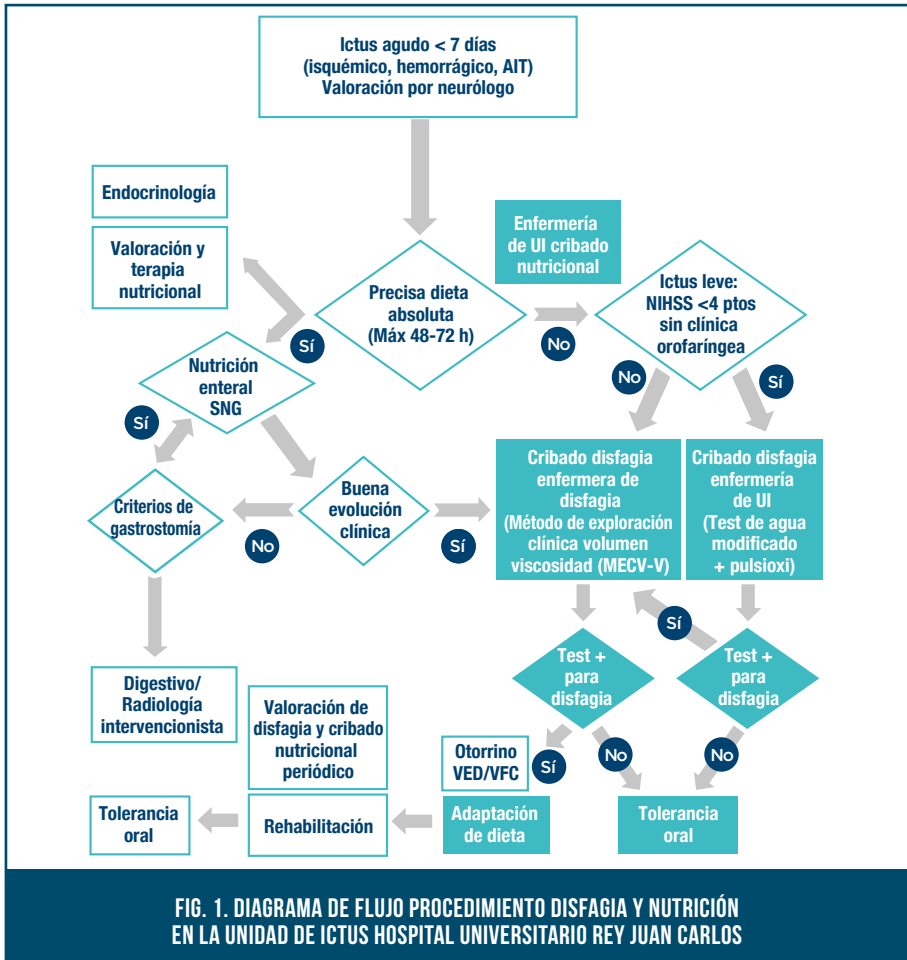 Ictus agudo < 7 días
(isquémico, hemorrágico, AIT)
Valoración por neurólogo
Endocrinología
Valoración y
terapia
nutricional
Enfermería
de UI cribado
nutricional
Precisa dieta
absoluta
(Máx 48-72 h)
Ictus leve:
NIHSS <4 ptos
sin clínica
orofaríngea
Sí
No
No
Sí
Nutrición
enteral
SNG
Sí
Criterios de
gastrostomía
No
Buena
evolución
clínica
Sí
Cribado disfagia
enfermera de
disfagia
(Método de exploración
clínica volumen
viscosidad (MECV-V)
Cribado disfagia
enfermería
de UI
(Test de agua
modificado
+ pulsioxi)
Sí
Test +
para
disfagia
Test +
para
disfagia
Digestivo/
Radiología
intervencionista
Valoración de
disfagia y cribado
nutricional
periódico
Otorrino
VED/VFC
Sí
No
No
Tolerancia
oral
Rehabilitación
Adaptación
de dieta
Tolerancia
oral
FIG. 1. DIAGRAMA DE FLUJO PROCEDIMIENTO DISFAGIA Y NUTRICIÓN
EN LA UNIDAD DE ICTUS HOSPITAL UNIVERSITARIO REY JUAN CARLOS